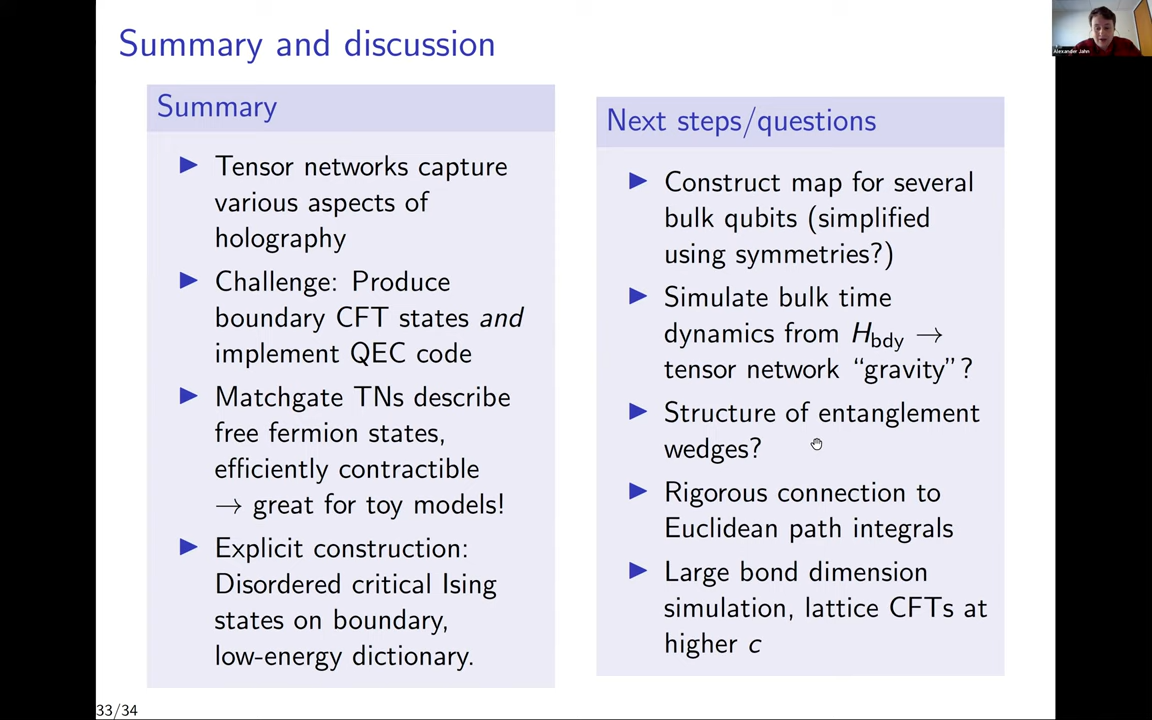 Summary and discussion
Summary
▶ Tensor networks capture
various aspects of
holography
▶ Challenge: Produce
boundary CFT states and
implement QEC code
▶ Matchgate TNs describe
free fermion states,
efficiently contractible
→ great for toy models!
▶ Explicit construction:
Disordered critical Ising
states on boundary,
low-energy dictionary.
Next steps/questions
▶ Construct map for several
bulk qubits (simplified
using symmetries?)
▶ Simulate bulk time
dynamics from H_bdy →
tensor network “gravity”?
▶ Structure of entanglement
wedges?
▶ Rigorous connection to
Euclidean path integrals
▶ Large bond dimension
simulation, lattice CFTs at
higher c
33/34
Alexander Jahn